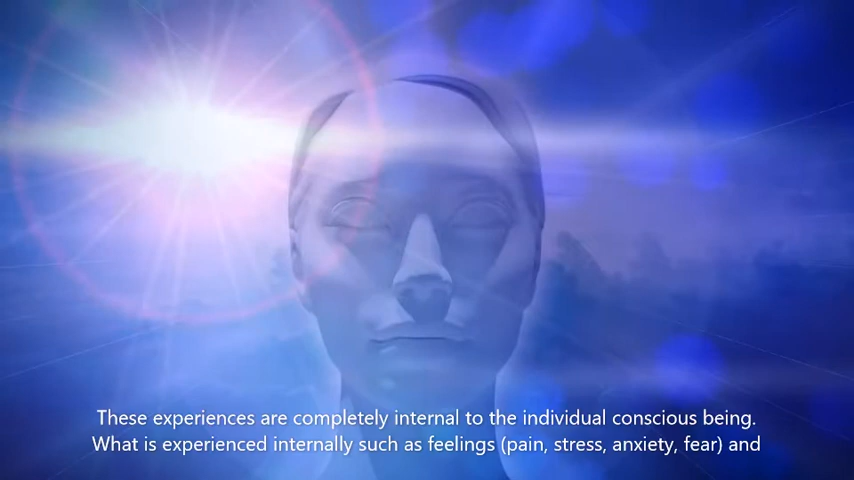 These experiences are completely internal to the individual conscious being.
What is experienced internally such as feelings (pain, stress, anxiety, fear) and